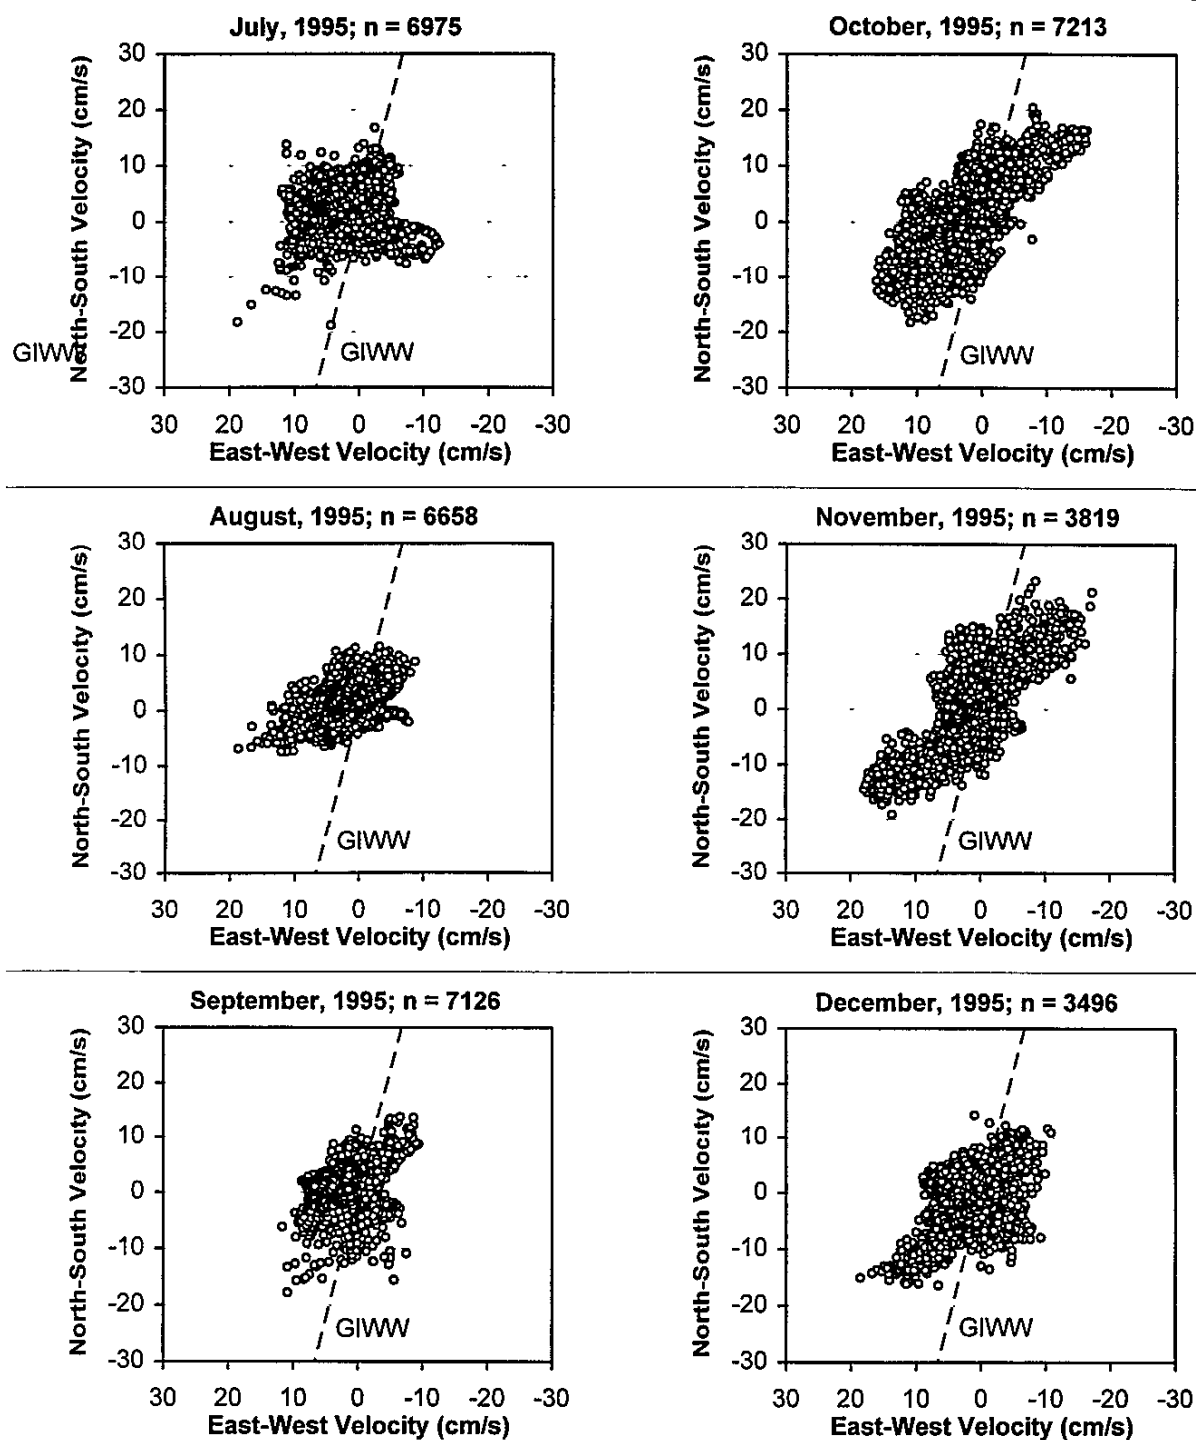 July, 1995; n = 6975
North-South Velocity (cm/s)
30
20
10
0
-10
-20
-30
GIWW
GIWW
30 20 10 0 -10 -20 -30
East-West Velocity (cm/s)
October, 1995; n = 7213
North-South Velocity (cm/s)
30
20
10
0
-10
-20
-30
GIWW
30 20 10 0 -10 -20 -30
East-West Velocity (cm/s)
August, 1995; n = 6658
North-South Velocity (cm/s)
30
20
10
0
-10
-20
-30
GIWW
30 20 10 0 -10 -20 -30
East-West Velocity (cm/s)
November, 1995; n = 3819
North-South Velocity (cm/s)
30
20
10
0
-10
-20
-30
GIWW
30 20 10 0 -10 -20 -30
East-West Velocity (cm/s)
September, 1995; n = 7126
North-South Velocity (cm/s)
30
20
10
0
-10
-20
-30
GIWW
30 20 10 0 -10 -20 -30
East-West Velocity (cm/s)
December, 1995; n = 3496
North-South Velocity (cm/s)
30
20
10
0
-10
-20
-30
GIWW
30 20 10 0 -10 -20 -30
East-West Velocity (cm/s)